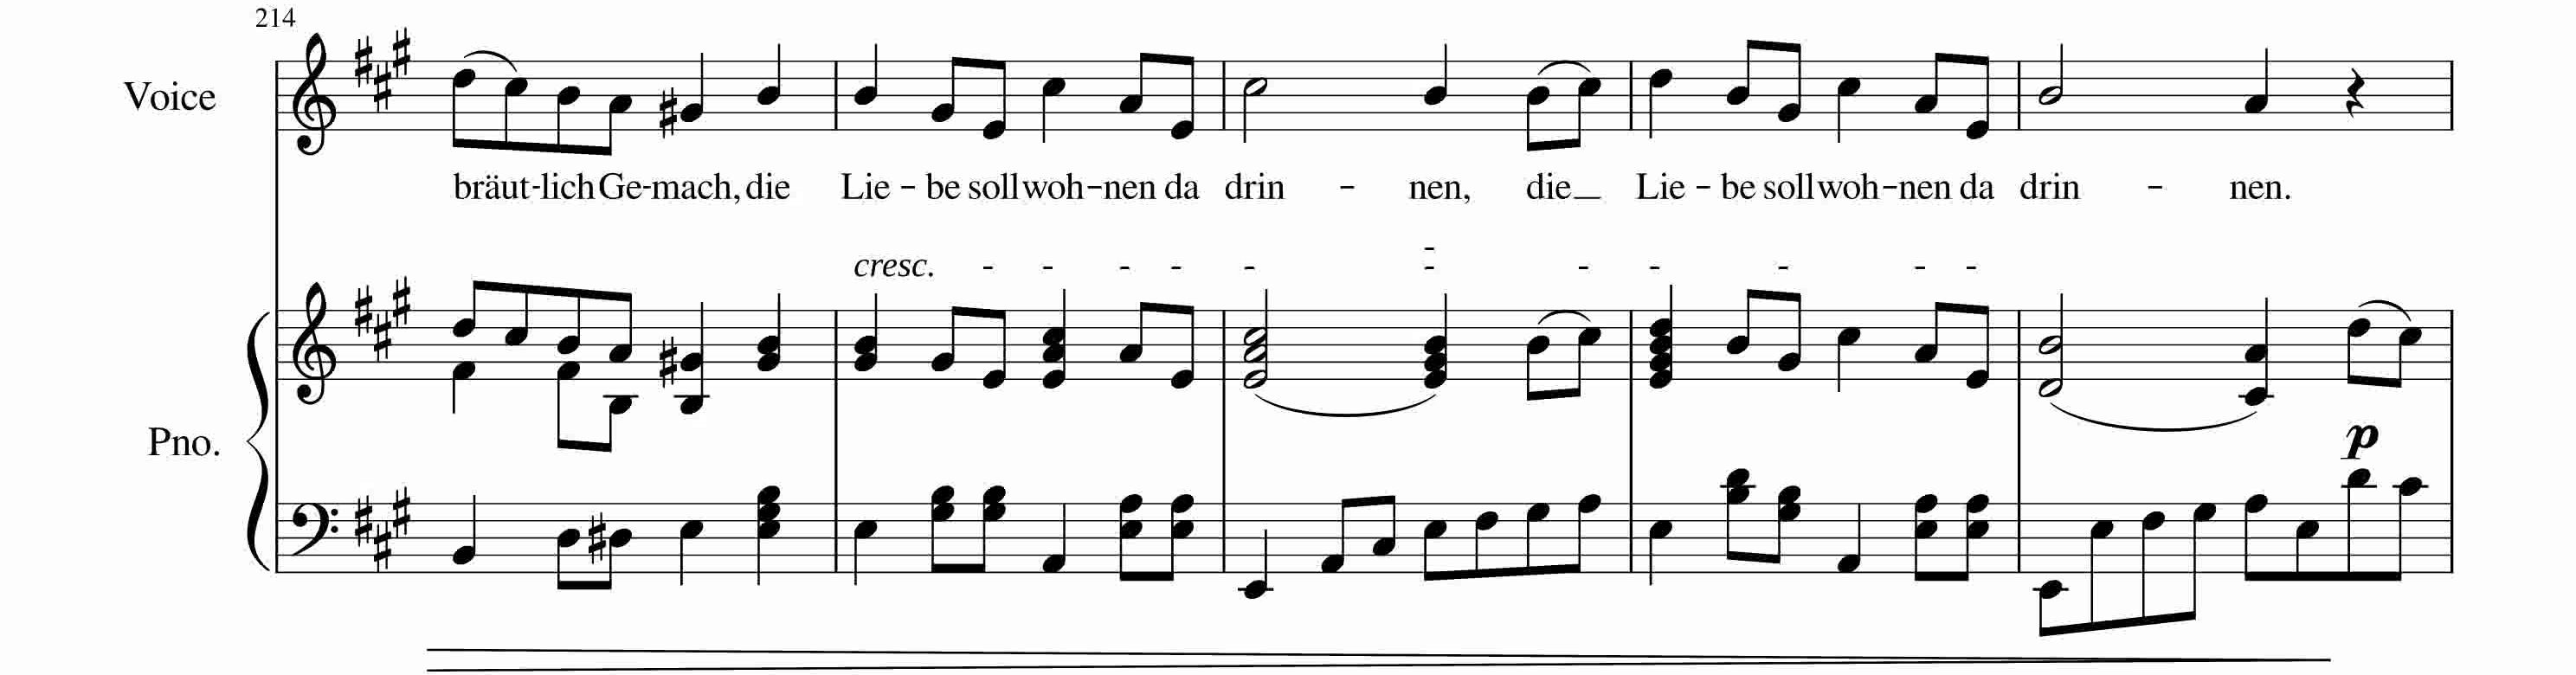 214
Voice
bräut-lich Ge-mach, die Lie - be soll woh-nen da drin - nen, die_ Lie - be soll woh-nen da drin - nen.
cresc. - - - - - - - - - - - -
Pno.
p